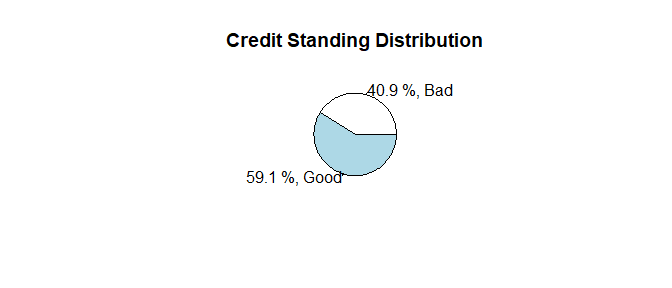 Credit Standing Distribution
40.9 %, Bad
59.1 %, Good